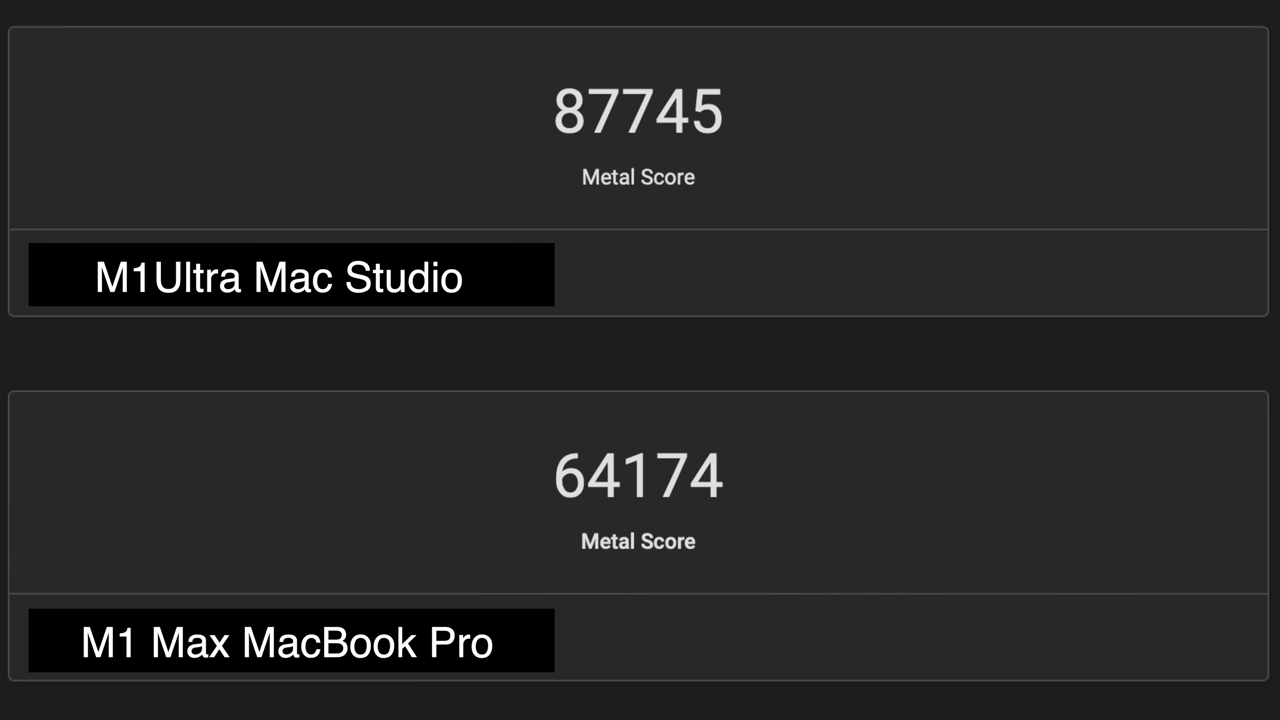 87745
Metal Score
M1Ultra Mac Studio
64174
Metal Score
M1 Max MacBook Pro